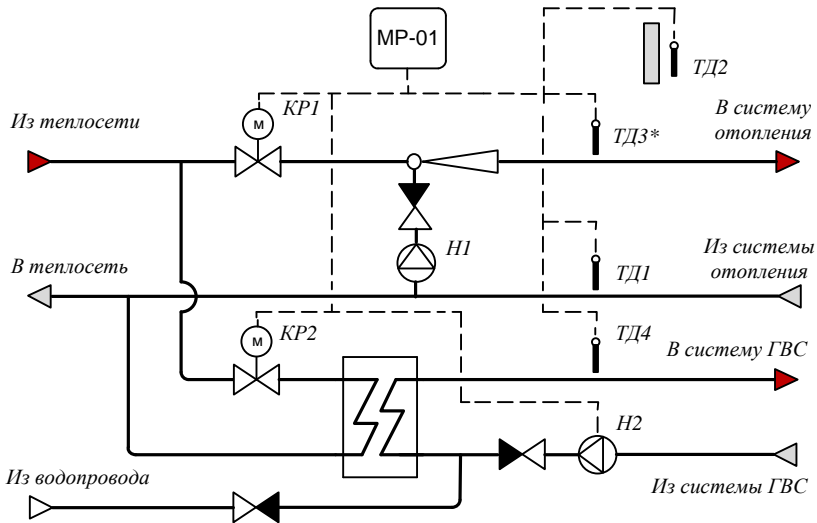 МР-01
ТД2
КР1
м
Из теплосети
ТД3*
В систему
отопления
Н1
В теплосеть
ТД1
Из системы
отопления
КР2
м
ТД4
В систему ГВС
Н2
Из водопровода
Из системы ГВС